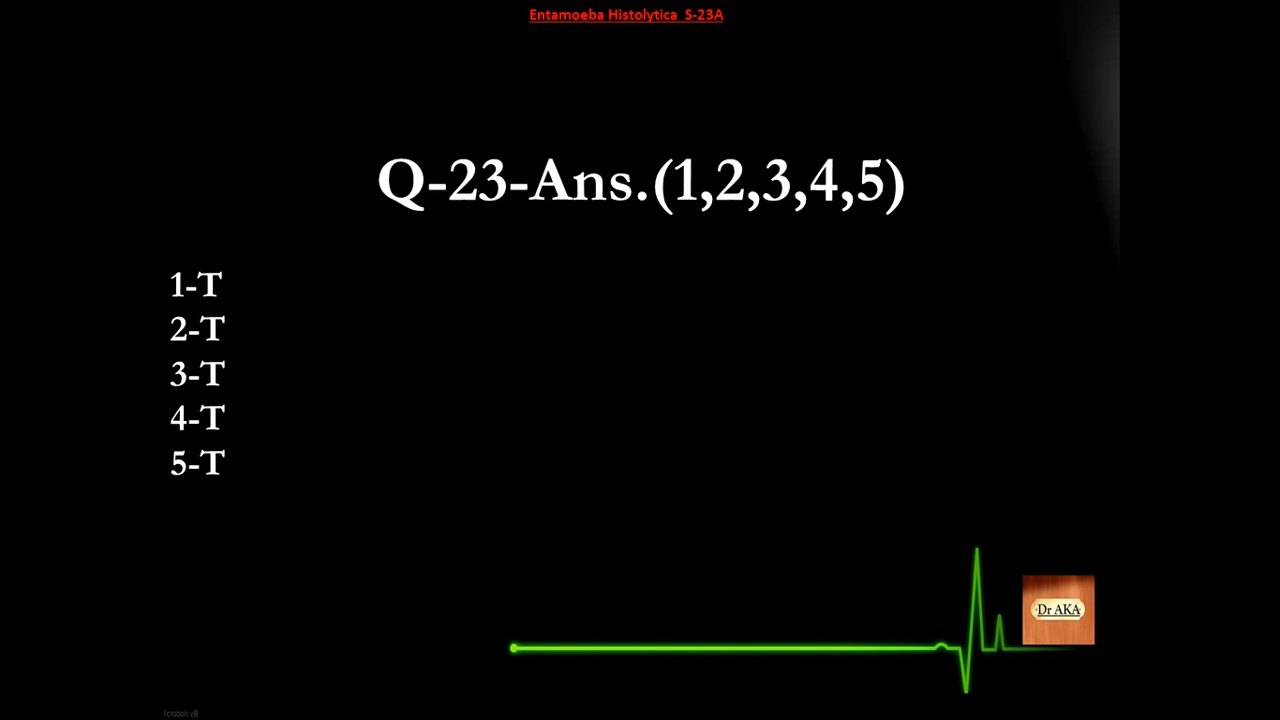 Entamoeba Histolytica S-23A
Q-23-Ans.(1,2,3,4,5)
1-T
2-T
3-T
4-T
5-T
Dr AKA